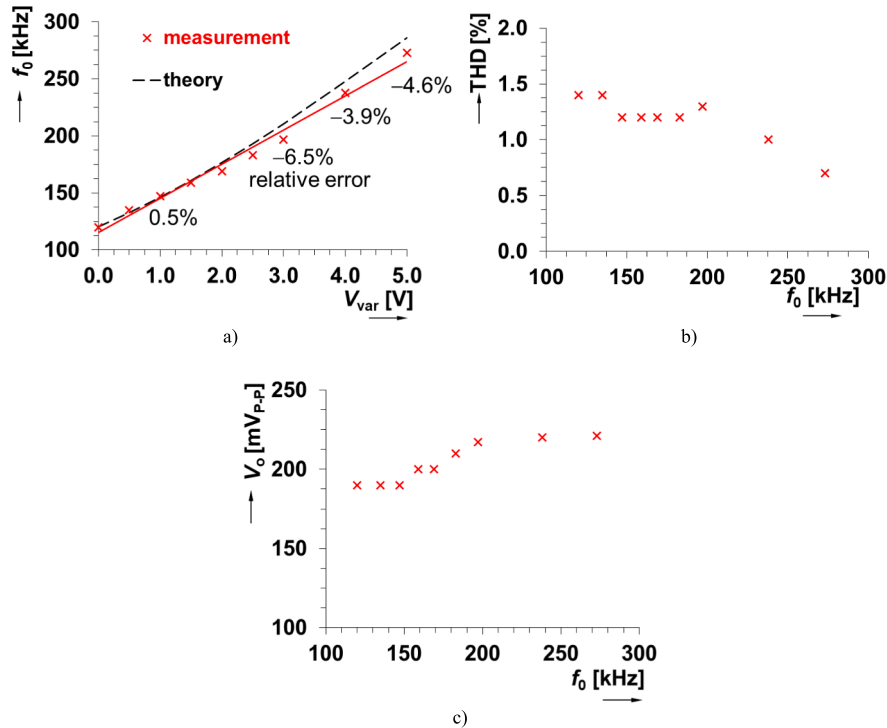 f₀ [kHz]
300
250
200
150
100
measurement
theory
0.5%
−6.5%
relative error
−3.9%
−4.6%
0.0 1.0 2.0 3.0 4.0 5.0
Vvar [V]
a)
THD [%]
2.0
1.5
1.0
0.5
0.0
100 150 200 250 300
f₀ [kHz]
b)
Vo [mVP-P]
250
200
150
100
100 150 200 250 300
f₀ [kHz]
c)